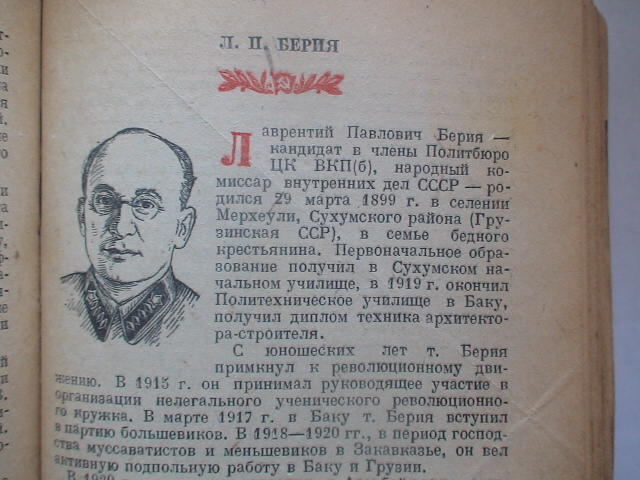 Л. П. БЕРИЯ
Лаврентий Павлович Берия —
кандидат в члены Политбюро
ЦК ВКП(б), народный ко-
миссар внутренних дел СССР — ро-
дился 29 марта 1899 г. в селении
Мерхеули, Сухумского района (Гру-
зинская ССР), в семье бедного
крестьянина. Первоначальное обра-
зование получил в Сухумском на-
чальном училище, в 1919 г. окончил
Политехническое училище в Баку,
получил диплом техника архитекто-
ра-строителя.
С юношеских лет т. Берия
примкнул к революционному дви-
жению. В 1915 г. он принимал руководящее участие в
организации нелегального ученического революционно-
го кружка. В марте 1917 г. в Баку т. Берия вступил
в партию большевиков. В 1918—1920 гг., в период господ-
ства муссаватистов и меньшевиков в Закавказье, он вел
активную подпольную работу в Баку и Грузии.